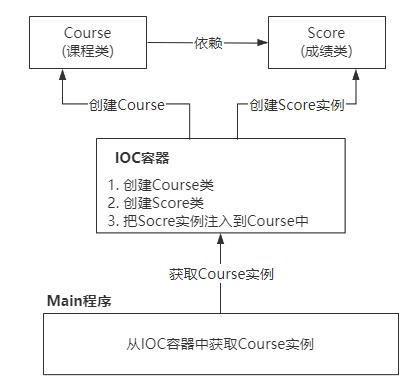 Course
(课程类)
依赖
Score
(成绩类)
创建Course
创建Score实例
IOC容器
1. 创建Course类
2. 创建Score类
3. 把Socre实例注入到Course中
获取Course实例
Main程序
从IOC容器中获取Course实例